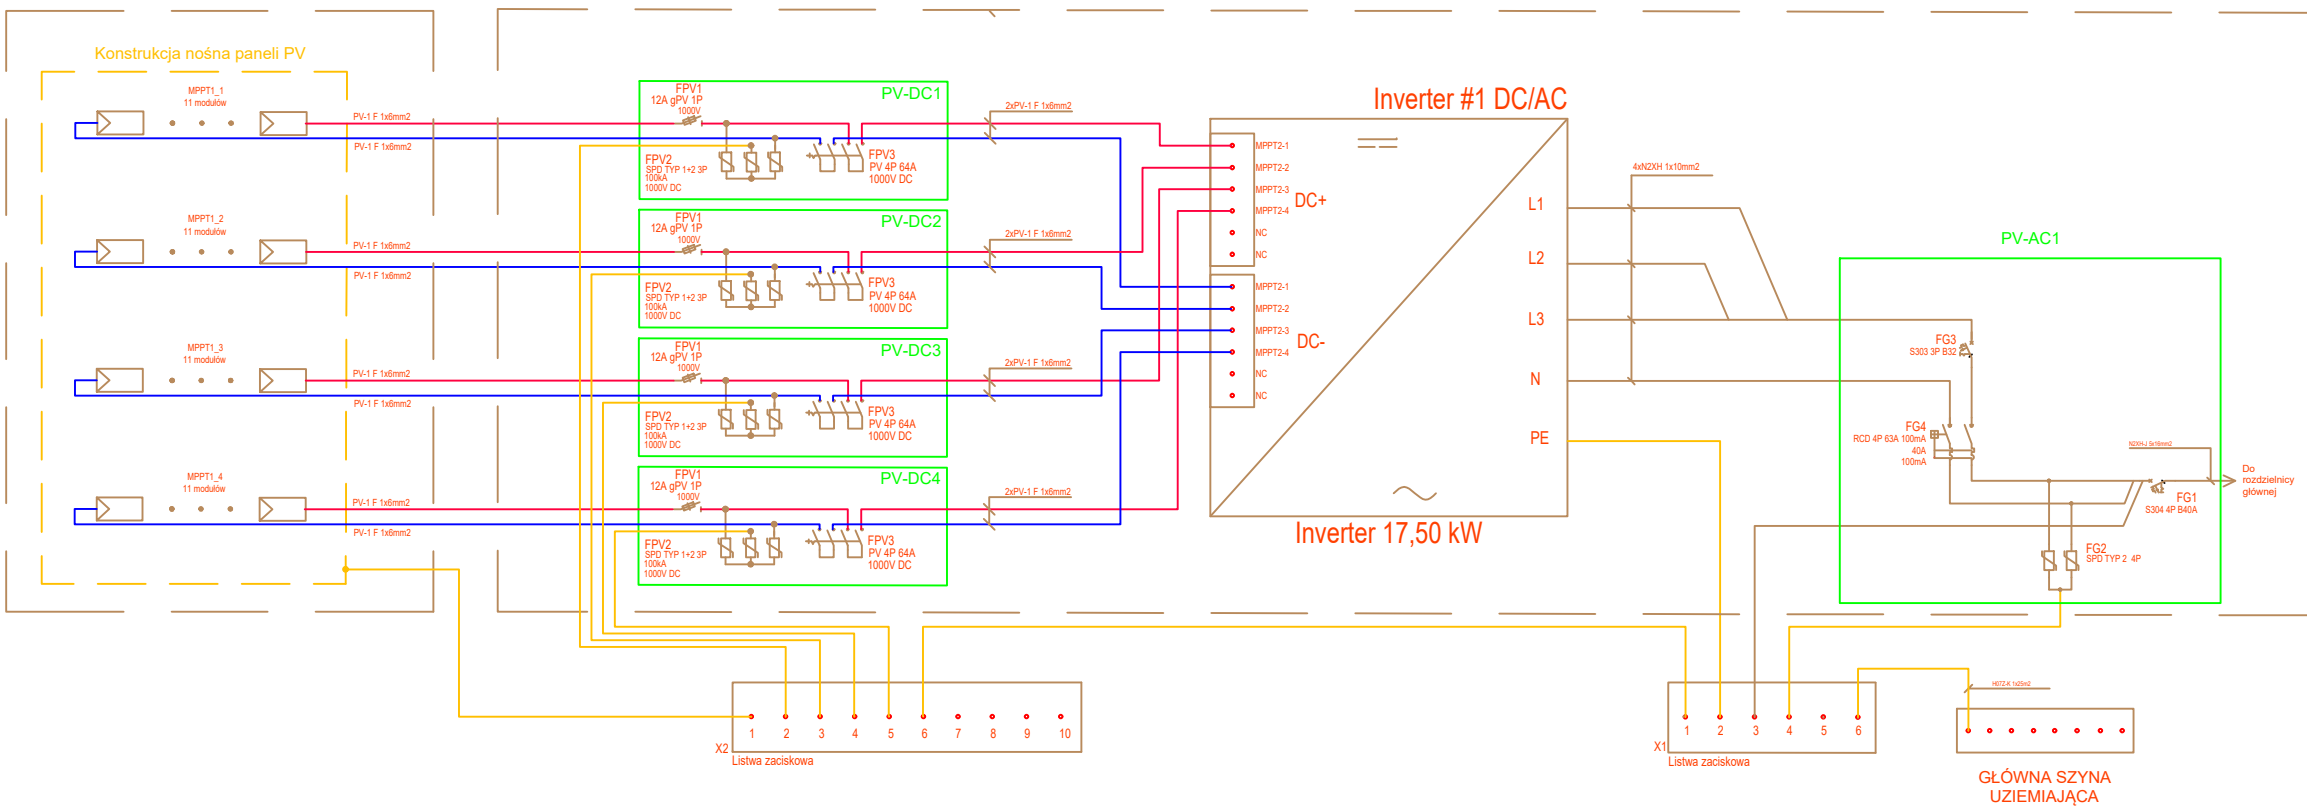 Konstrukcja nośna paneli PV
MPPT1_1
11 modułów
PV-1 F 1x6mm2
PV-1 F 1x6mm2
FPV1
12A gPV 1P
1000V
PV-DC1
FPV2
SPD TYP 1+2 3P
100kA
1000V DC
FPV3
PV 4P 64A
1000V DC
2xPV-1 F 1x6mm2
MPPT1_2
11 modułów
PV-1 F 1x6mm2
PV-1 F 1x6mm2
FPV1
12A gPV 1P
1000V
PV-DC2
FPV2
SPD TYP 1+2 3P
100kA
1000V DC
FPV3
PV 4P 64A
1000V DC
2xPV-1 F 1x6mm2
MPPT1_3
11 modułów
PV-1 F 1x6mm2
PV-1 F 1x6mm2
FPV1
12A gPV 1P
1000V
PV-DC3
FPV2
SPD TYP 1+2 3P
100kA
1000V DC
FPV3
PV 4P 64A
1000V DC
2xPV-1 F 1x6mm2
MPPT1_4
11 modułów
PV-1 F 1x6mm2
PV-1 F 1x6mm2
FPV1
12A gPV 1P
1000V
PV-DC4
FPV2
SPD TYP 1+2 3P
100kA
1000V DC
FPV3
PV 4P 64A
1000V DC
2xPV-1 F 1x6mm2
Inverter #1 DC/AC
MPPT2-1
MPPT2-2
MPPT2-3
MPPT2-4
NC
NC
DC+
MPPT2-1
MPPT2-2
MPPT2-3
MPPT2-4
NC
NC
DC-
L1
L2
L3
N
PE
Inverter 17,50 kW
4xN2XH 1x10mm2
PV-AC1
FG3
S303 3P B32
FG4
RCD 4P 63A 100mA
40A
100mA
N2XH-J 5x16mm2
FG1
S304 4P B40A
FG2
SPD TYP 2 4P
Do
rozdzielnicy
głównej
1 2 3 4 5 6 7 8 9 10
X2
Listwa zaciskowa
1 2 3 4 5 6
X1
Listwa zaciskowa
H07Z-K 1x25m2
GŁÓWNA SZYNA
UZIEMIAJĄCA